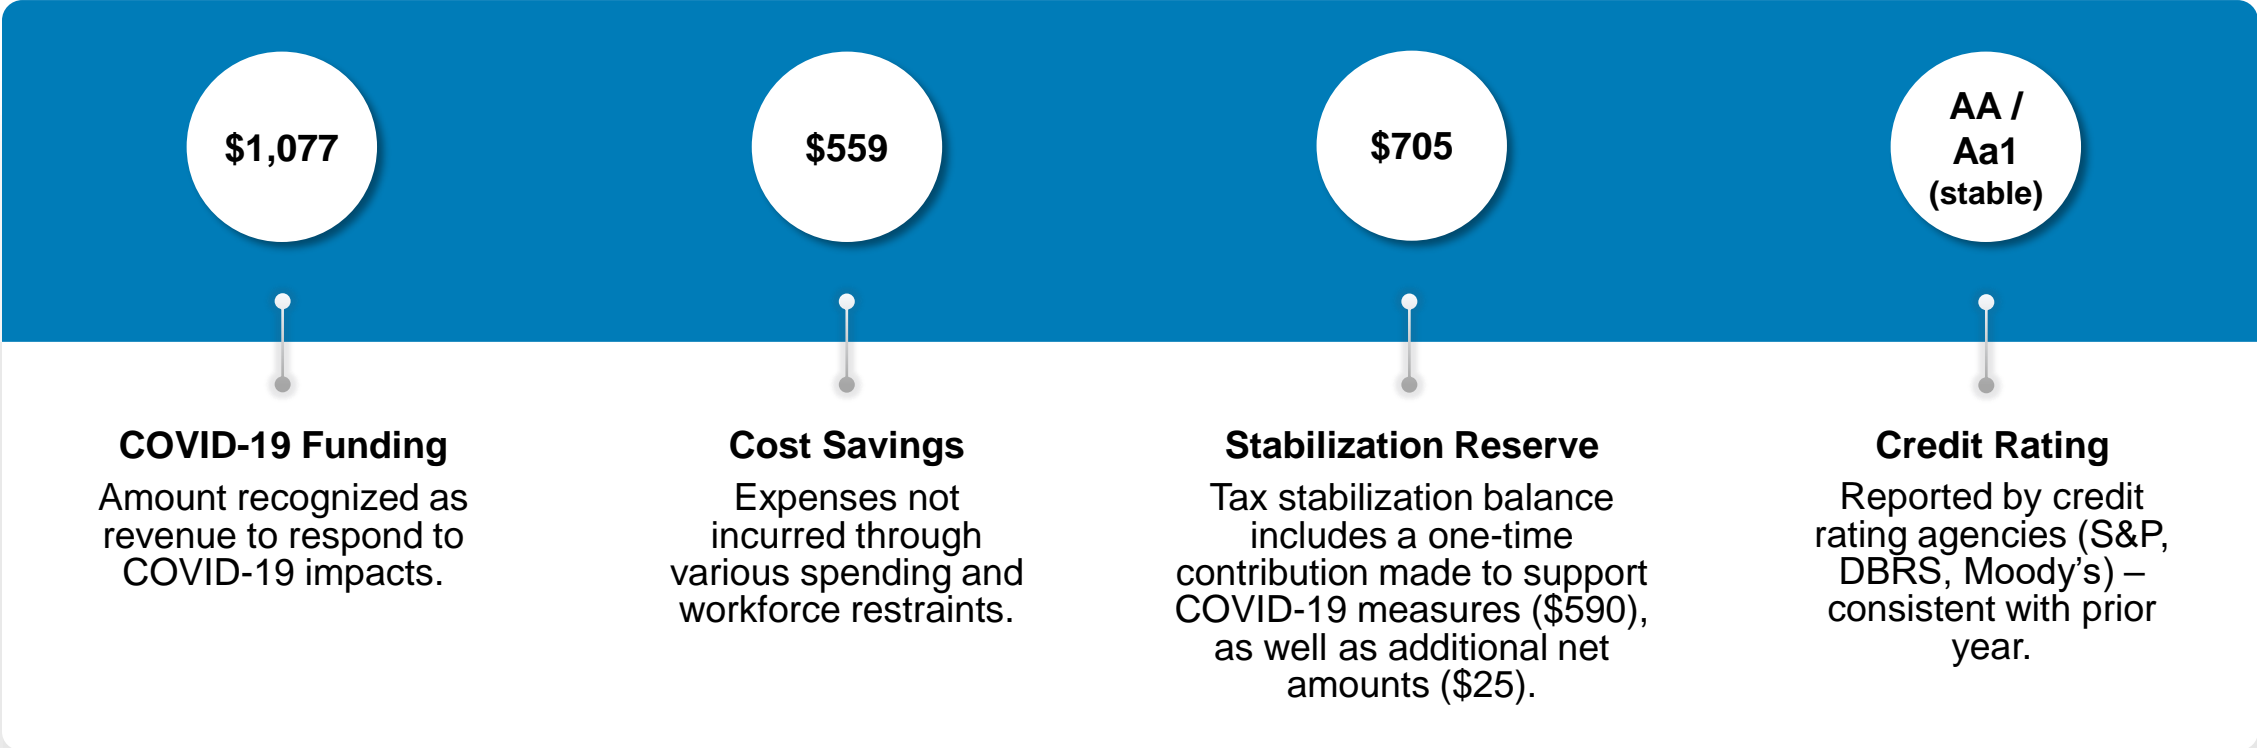 $1,077
$559
$705
AA /
Aa1
(stable)
COVID-19 Funding
Amount recognized as
revenue to respond to
COVID-19 impacts.
Cost Savings
Expenses not
incurred through
various spending and
workforce restraints.
Stabilization Reserve
Tax stabilization balance
includes a one-time
contribution made to support
COVID-19 measures ($590),
as well as additional net
amounts ($25).
Credit Rating
Reported by credit
rating agencies (S&P,
DBRS, Moody’s) –
consistent with prior
year.